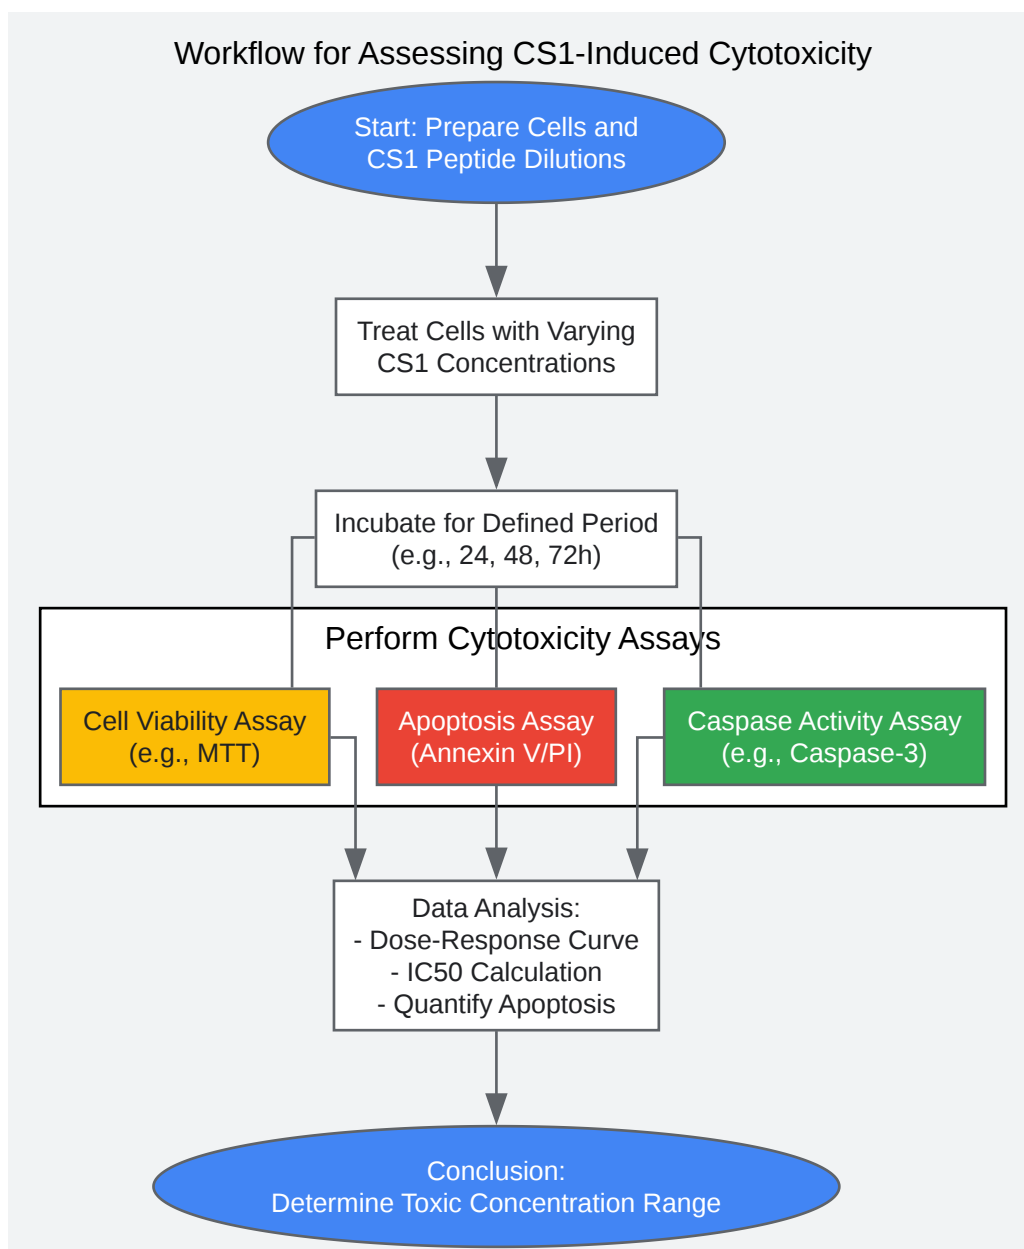 Workflow for Assessing CS1-Induced Cytotoxicity
Start: Prepare Cells and
CS1 Peptide Dilutions
Treat Cells with Varying
CS1 Concentrations
Incubate for Defined Period
(e.g., 24, 48, 72h)
Perform Cytotoxicity Assays
Cell Viability Assay
(e.g., MTT)
Apoptosis Assay
(Annexin V/PI)
Caspase Activity Assay
(e.g., Caspase-3)
Data Analysis:
- Dose-Response Curve
- IC50 Calculation
- Quantify Apoptosis
Conclusion:
Determine Toxic Concentration Range